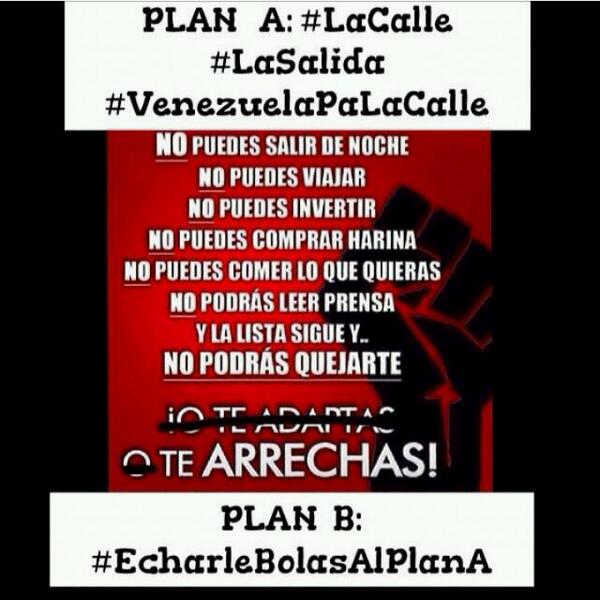 PLAN A: #LaCalle
#LaSalida
#VenezuelaPaLaCalle
NO PUEDES SALIR DE NOCHE
NO PUEDES VIAJAR
NO PUEDES INVERTIR
NO PUEDES COMPRAR HARINA
NO PUEDES COMER LO QUE QUIERAS
NO PODRÁS LEER PRENSA
Y LA LISTA SIGUE Y..
NO PODRÁS QUEJARTE
¡O TE ADAPTAS
O TE ARRECHAS!
PLAN B:
#EcharleBolasAlPlanA